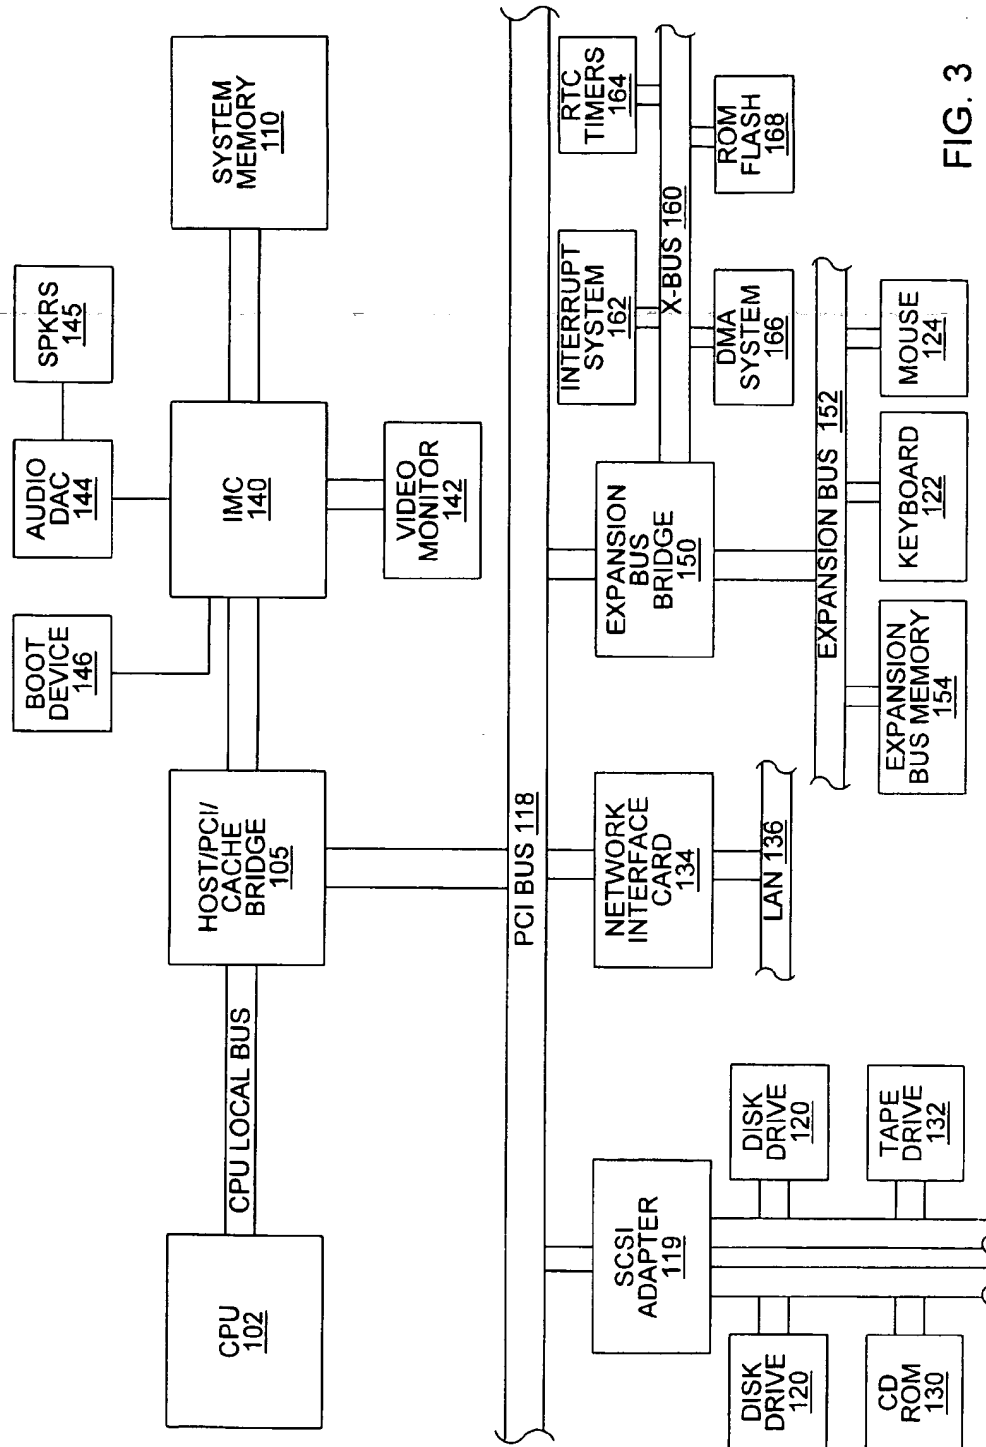 SPKRS
145
AUDIO
DAC
144
BOOT
DEVICE
146
SYSTEM
MEMORY
110
IMC
140
HOST/PCI/
CACHE
BRIDGE
105
CPU LOCAL BUS
CPU
102
VIDEO
MONITOR
142
PCI BUS 118
RTC
TIMERS
164
INTERRUPT
SYSTEM
162
X-BUS 160
ROM
FLASH
168
DMA
SYSTEM
166
EXPANSION
BUS
BRIDGE
150
NETWORK
INTERFACE
CARD
134
LAN 136
EXPANSION BUS 152
MOUSE
124
KEYBOARD
122
EXPANSION
BUS MEMORY
154
SCSI
ADAPTER
119
DISK
DRIVE
120
TAPE
DRIVE
132
DISK
DRIVE
120
CD
ROM
130
FIG. 3